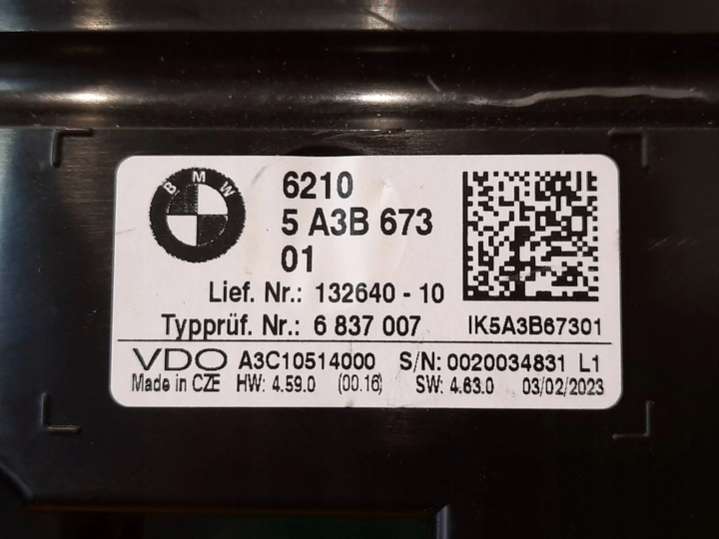 BMW
6210
5 A3B 673
01
Lief. Nr.: 132640 - 10
Typprüf. Nr.: 6 837 007
IK5A3B67301
VDO A3C10514000 S/N: 0020034831 L1
Made in CZE HW: 4.59.0 (00.16) SW: 4.63.0 03/02/2023